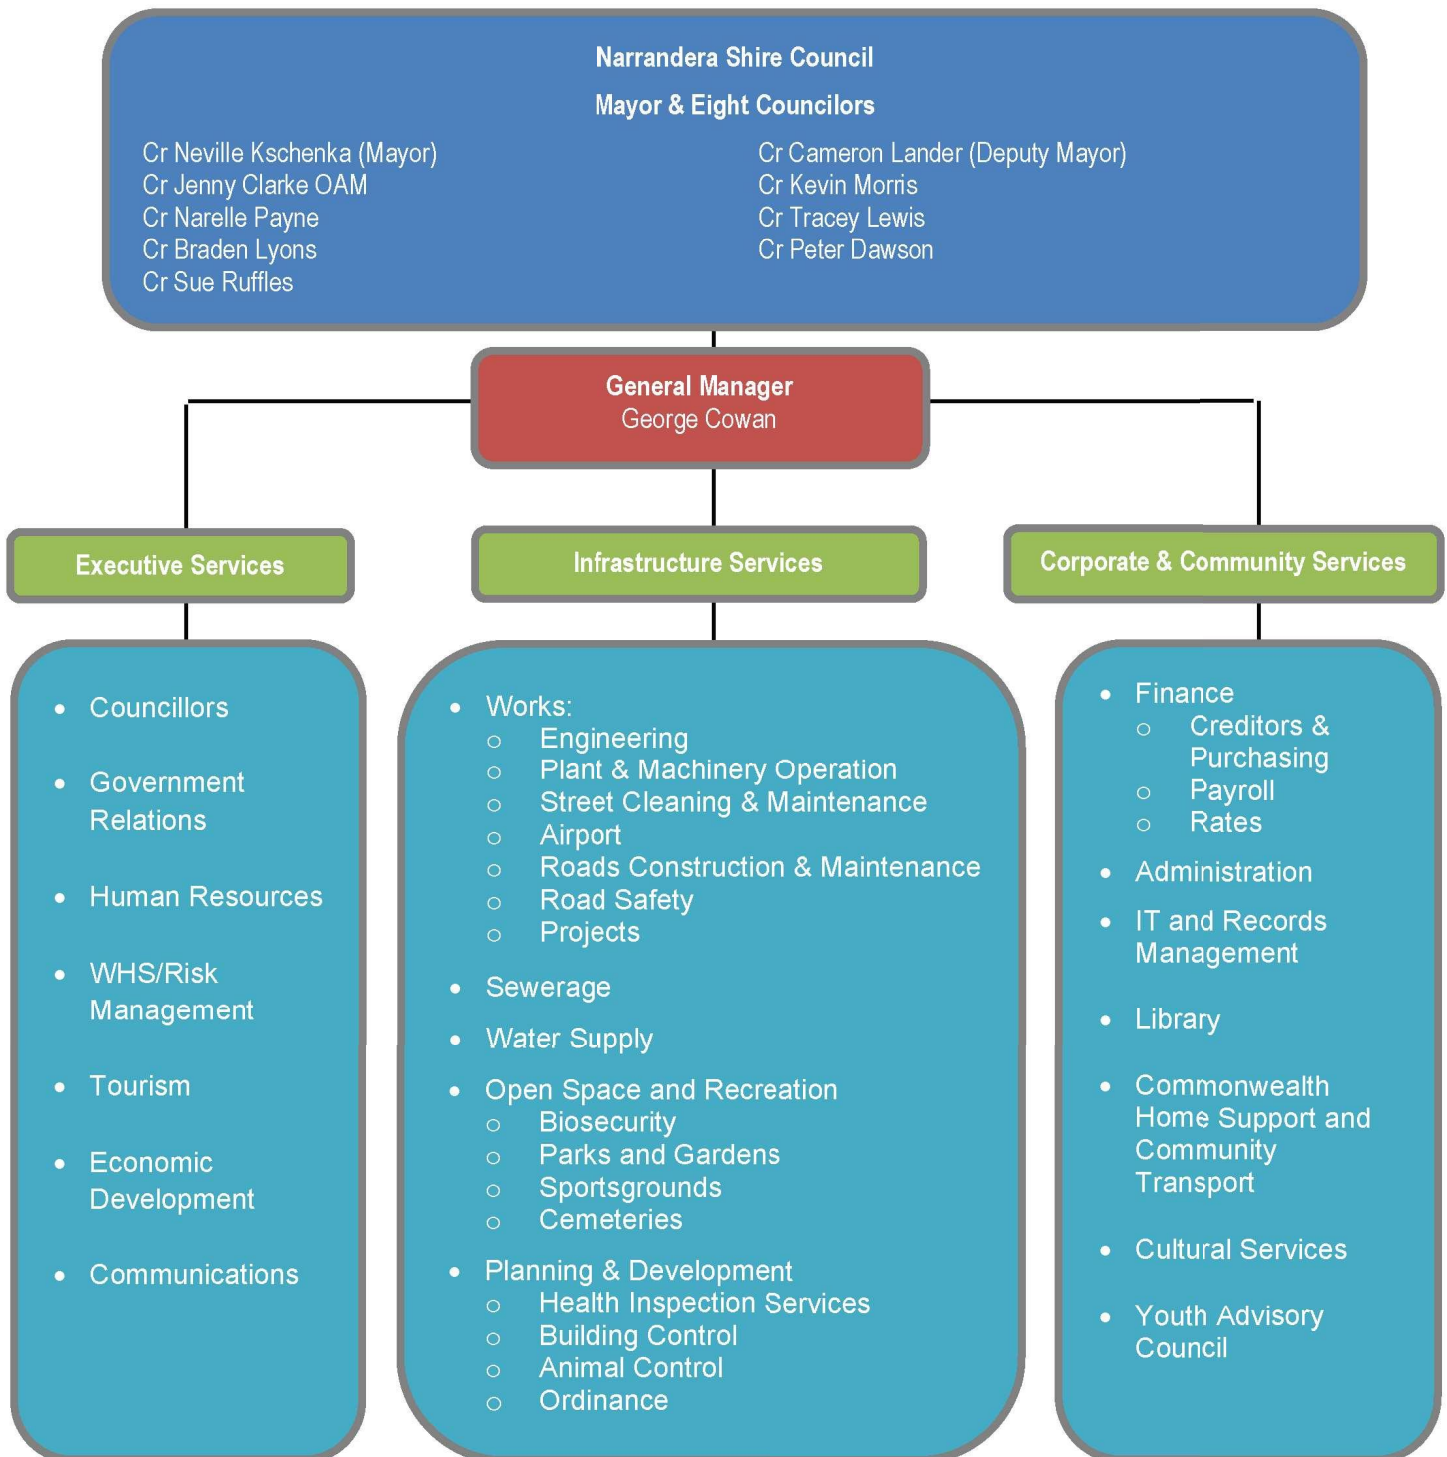 Narrandera Shire Council
Mayor & Eight Councilors
Cr Neville Kschenka (Mayor)
Cr Jenny Clarke OAM
Cr Narelle Payne
Cr Braden Lyons
Cr Sue Ruffles
Cr Cameron Lander (Deputy Mayor)
Cr Kevin Morris
Cr Tracey Lewis
Cr Peter Dawson
General Manager
George Cowan
Executive Services
• Councillors
• Government
Relations
• Human Resources
• WHS/Risk
Management
• Tourism
• Economic
Development
• Communications
Infrastructure Services
• Works:
o Engineering
o Plant & Machinery Operation
o Street Cleaning & Maintenance
o Airport
o Roads Construction & Maintenance
o Road Safety
o Projects
• Sewerage
• Water Supply
• Open Space and Recreation
o Biosecurity
o Parks and Gardens
o Sportsgrounds
o Cemeteries
• Planning & Development
o Health Inspection Services
o Building Control
o Animal Control
o Ordinance
Corporate & Community Services
• Finance
o Creditors &
Purchasing
o Payroll
o Rates
• Administration
• IT and Records
Management
• Library
• Commonwealth
Home Support and
Community
Transport
• Cultural Services
• Youth Advisory
Council